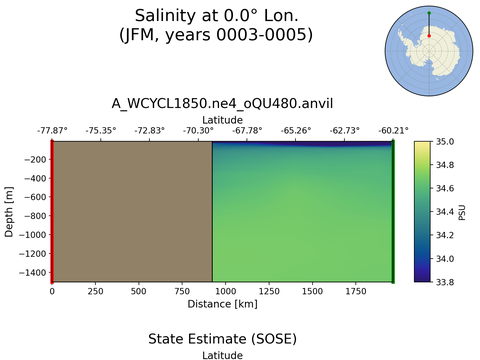 Salinity at 0.0° Lon.
(JFM, years 0003-0005)
A_WCYCL1850.ne4_oQU480.anvil
Latitude
-77.87° -75.35° -72.83° -70.30° -67.78° -65.26° -62.73° -60.21°
Depth [m]
−200
−400
−600
−800
−1000
−1200
−1400
0 250 500 750 1000 1250 1500 1750
Distance [km]
35.0
34.8
34.6
34.4
34.2
34.0
33.8
PSU
State Estimate (SOSE)
Latitude